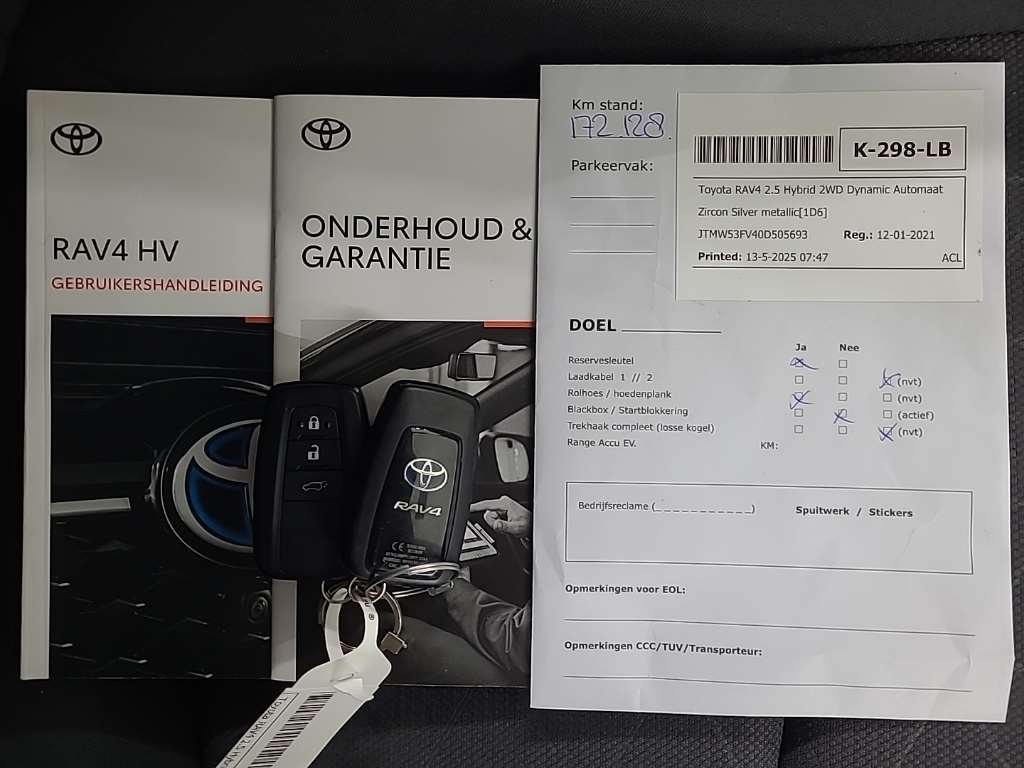 RAV4 HV
GEBRUIKERSHANDLEIDING
ONDERHOUD &
GARANTIE
RAV4
CE
Km stand:
172.128.
Parkeervak:
K-298-LB
Toyota RAV4 2.5 Hybrid 2WD Dynamic Automaat
Zircon Silver metallic[1D6]
JTMW53FV40D505693 Reg.: 12-01-2021
Printed: 13-5-2025 07:47 ACL
DOEL
Ja Nee
Reservesleutel
Laadkabel 1 // 2 (nvt)
Rolhoes / hoedenplank (nvt)
Blackbox / Startblokkering (actief)
Trekhaak compleet (losse kogel) (nvt)
Range Accu EV. KM:
Bedrijfsreclame (_ _ _ _ _ _ _ _ _ _ _) Spuitwerk / Stickers
Opmerkingen voor EOL:
Opmerkingen CCC/TUV/Transporteur: